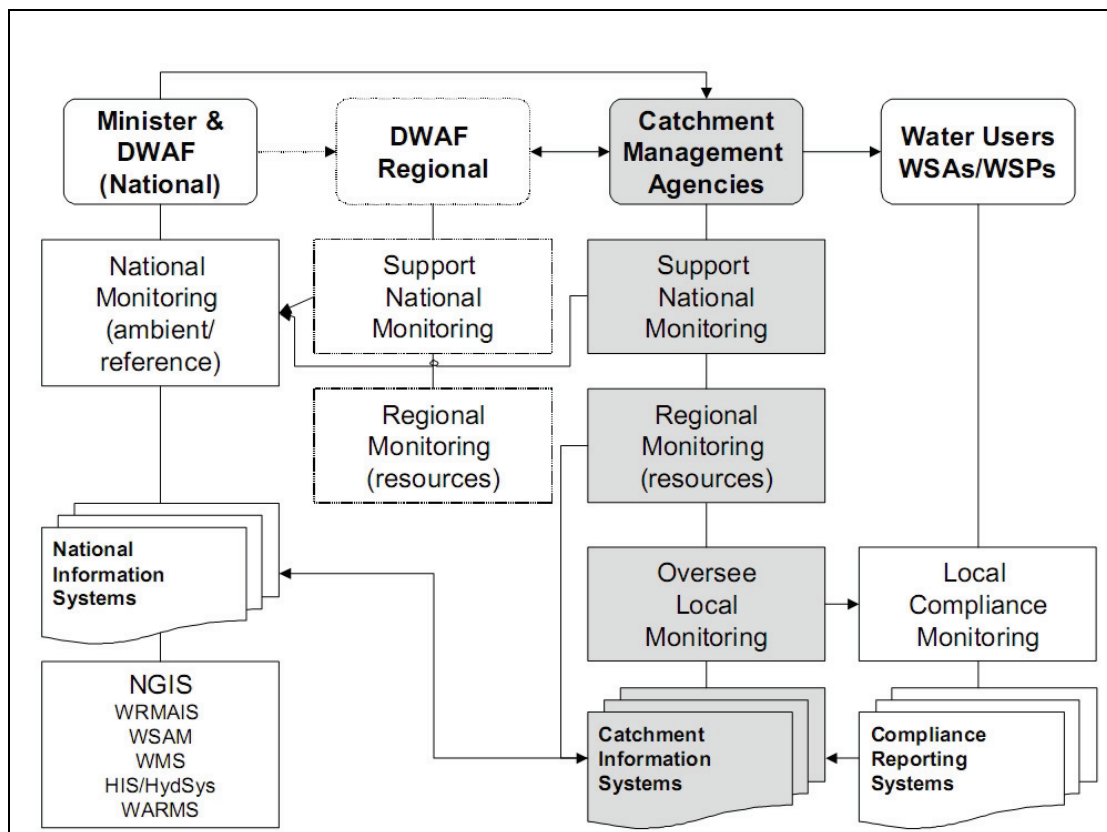 Minister &
DWAF
(National)
DWAF
Regional
Catchment
Management
Agencies
Water Users
WSAs/WSPs
National
Monitoring
(ambient/
reference)
Support
National
Monitoring
Support
National
Monitoring
Regional
Monitoring
(resources)
Regional
Monitoring
(resources)
National
Information
Systems
Oversee
Local
Monitoring
Local
Compliance
Monitoring
NGIS
WRMAIS
WSAM
WMS
HIS/HydSys
WARMS
Catchment
Information
Systems
Compliance
Reporting
Systems